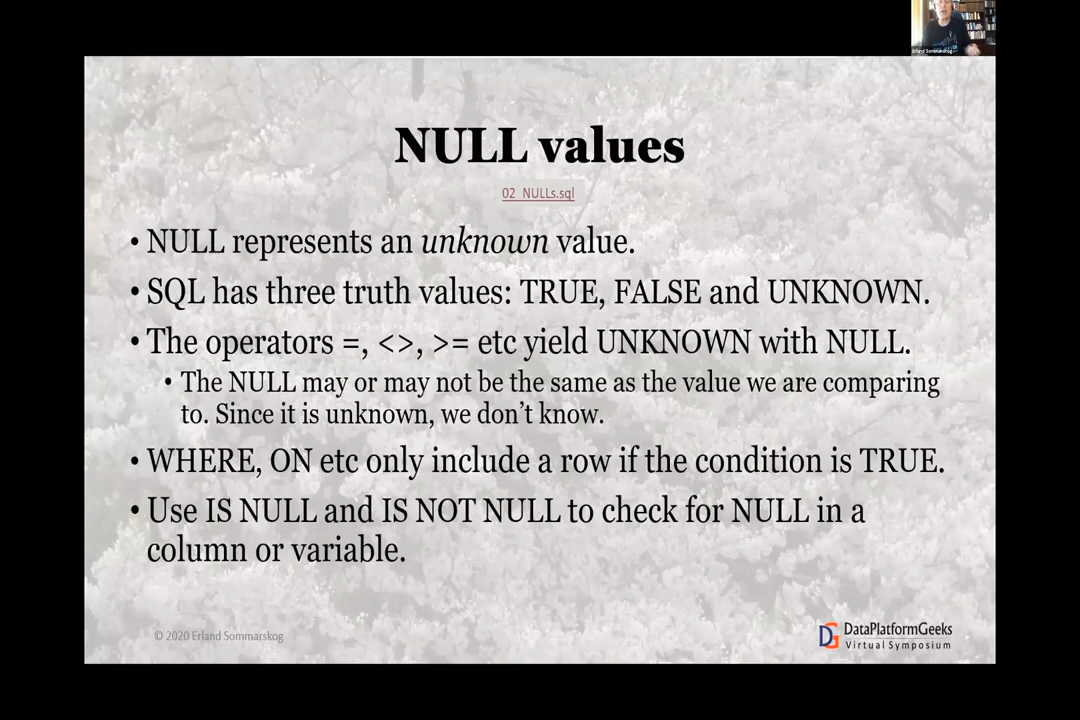 Erland Sommarskog
NULL values
02_NULLs.sql
• NULL represents an unknown value.
• SQL has three truth values: TRUE, FALSE and UNKNOWN.
• The operators =, <>, >= etc yield UNKNOWN with NULL.
• The NULL may or may not be the same as the value we are comparing
to. Since it is unknown, we don’t know.
• WHERE, ON etc only include a row if the condition is TRUE.
• Use IS NULL and IS NOT NULL to check for NULL in a
column or variable.
© 2020 Erland Sommarskog
DG DataPlatformGeeks
Virtual Symposium